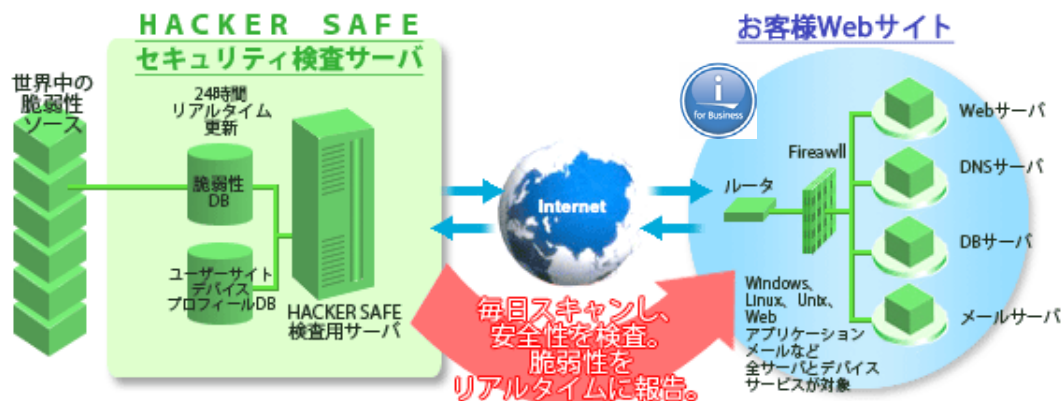 HACKER SAFE
セキュリティ検査サーバ
世界中の
脆弱性
ソース
24時間
リアルタイム
更新
脆弱性
DB
ユーザーサイト
デバイス
プロフィールDB
HACKER SAFE
検査用サーバ
Internet
毎日スキャンし、
安全性を検査。
脆弱性を
リアルタイムに報告。
お客様Webサイト
i
for Business
ルータ
Fireawll
Webサーバ
DNSサーバ
DBサーバ
メールサーバ
Windows、
Linux、Unix、
Web
アプリケーション
メールなど
全サーバとデバイス
サービスが対象